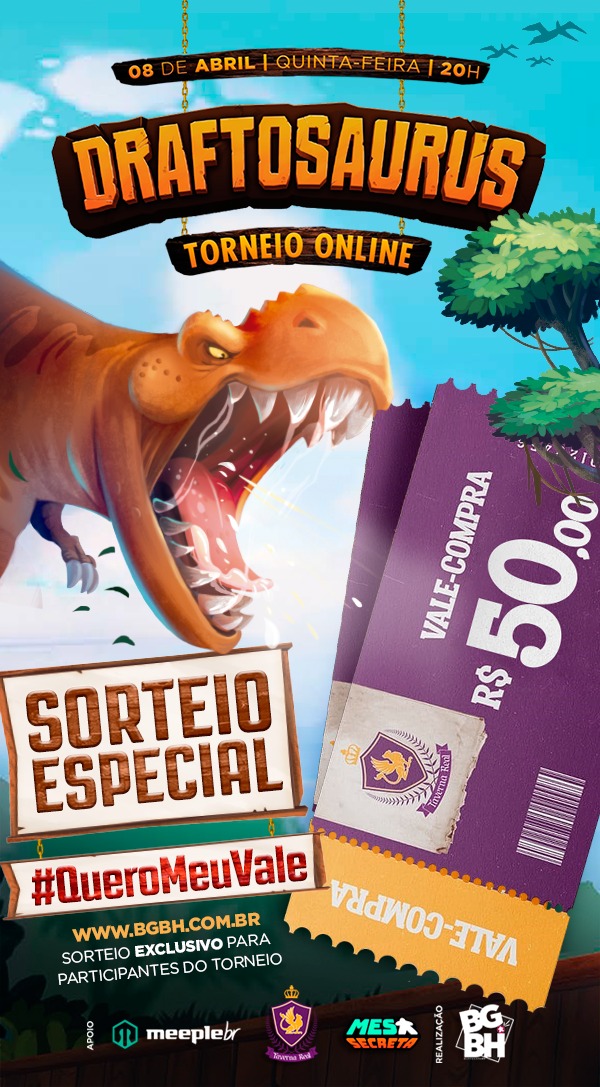 08 DE ABRIL | QUINTA-FEIRA | 20H
DRAFTOSAURUS
TORNEIO ONLINE
VALE-COMPRA
R$ 50,00
Taverna Real
VALE-COMPRA
SORTEIO
ESPECIAL
#QueroMeuVale
WWW.BGBH.COM.BR
SORTEIO EXCLUSIVO PARA
PARTICIPANTES DO TORNEIO
APOIO
meeplebr
Taverna Real
MESA
SECRETA
REALIZAÇÃO
BG
BH